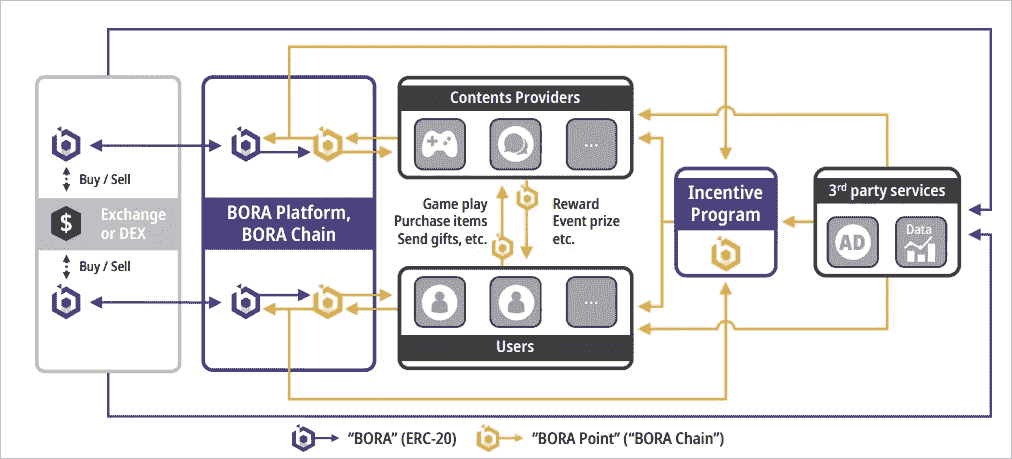 Contents Providers
...
Buy / Sell
$
Exchange
or DEX
Buy / Sell
BORA Platform,
BORA Chain
Game play
Purchase items
Send gifts, etc.
Reward
Event prize
etc.
Incentive
Program
3rd party services
AD
Data
...
Users
"BORA" (ERC-20)
"BORA Point" ("BORA Chain")